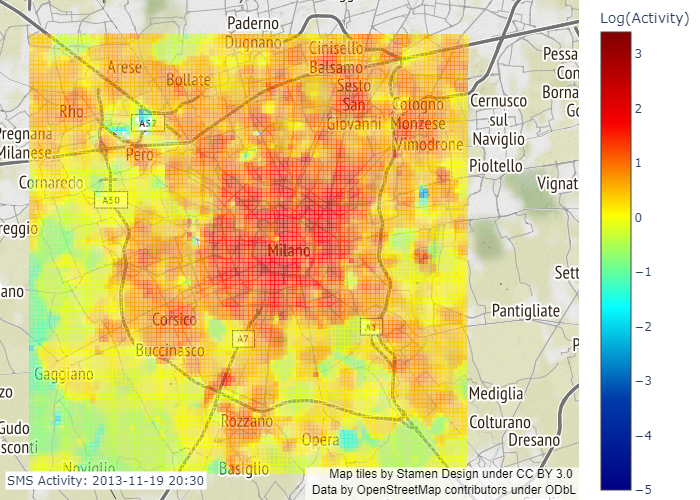 Paderno
Dugnano
Cinisello
Balsamo
Arese
Bollate
Sesto
San
Giovanni
Rho
A52
Cologno
Monzese
Vimodrone
Pero
Pregnana
Milanese
Cornaredo
A50
reggio
Milano
ano
Corsico
A7
Buccinasco
Gaggiano
zo
Rozzano
Opera
Gudo
sconti
Noviglio
Basiglio
Pessa
Con
Borna
Go
Cernusco
sul
Naviglio
Pioltello
Vignat
Sett
Pantigliate
P
Mediglia
Colturano
Dresano
SMS Activity: 2013-11-19 20:30
Map tiles by Stamen Design under CC BY 3.0
Data by OpenStreetMap contributors under ODbL
Log(Activity)
3
2
1
0
−1
−2
−3
−4
−5